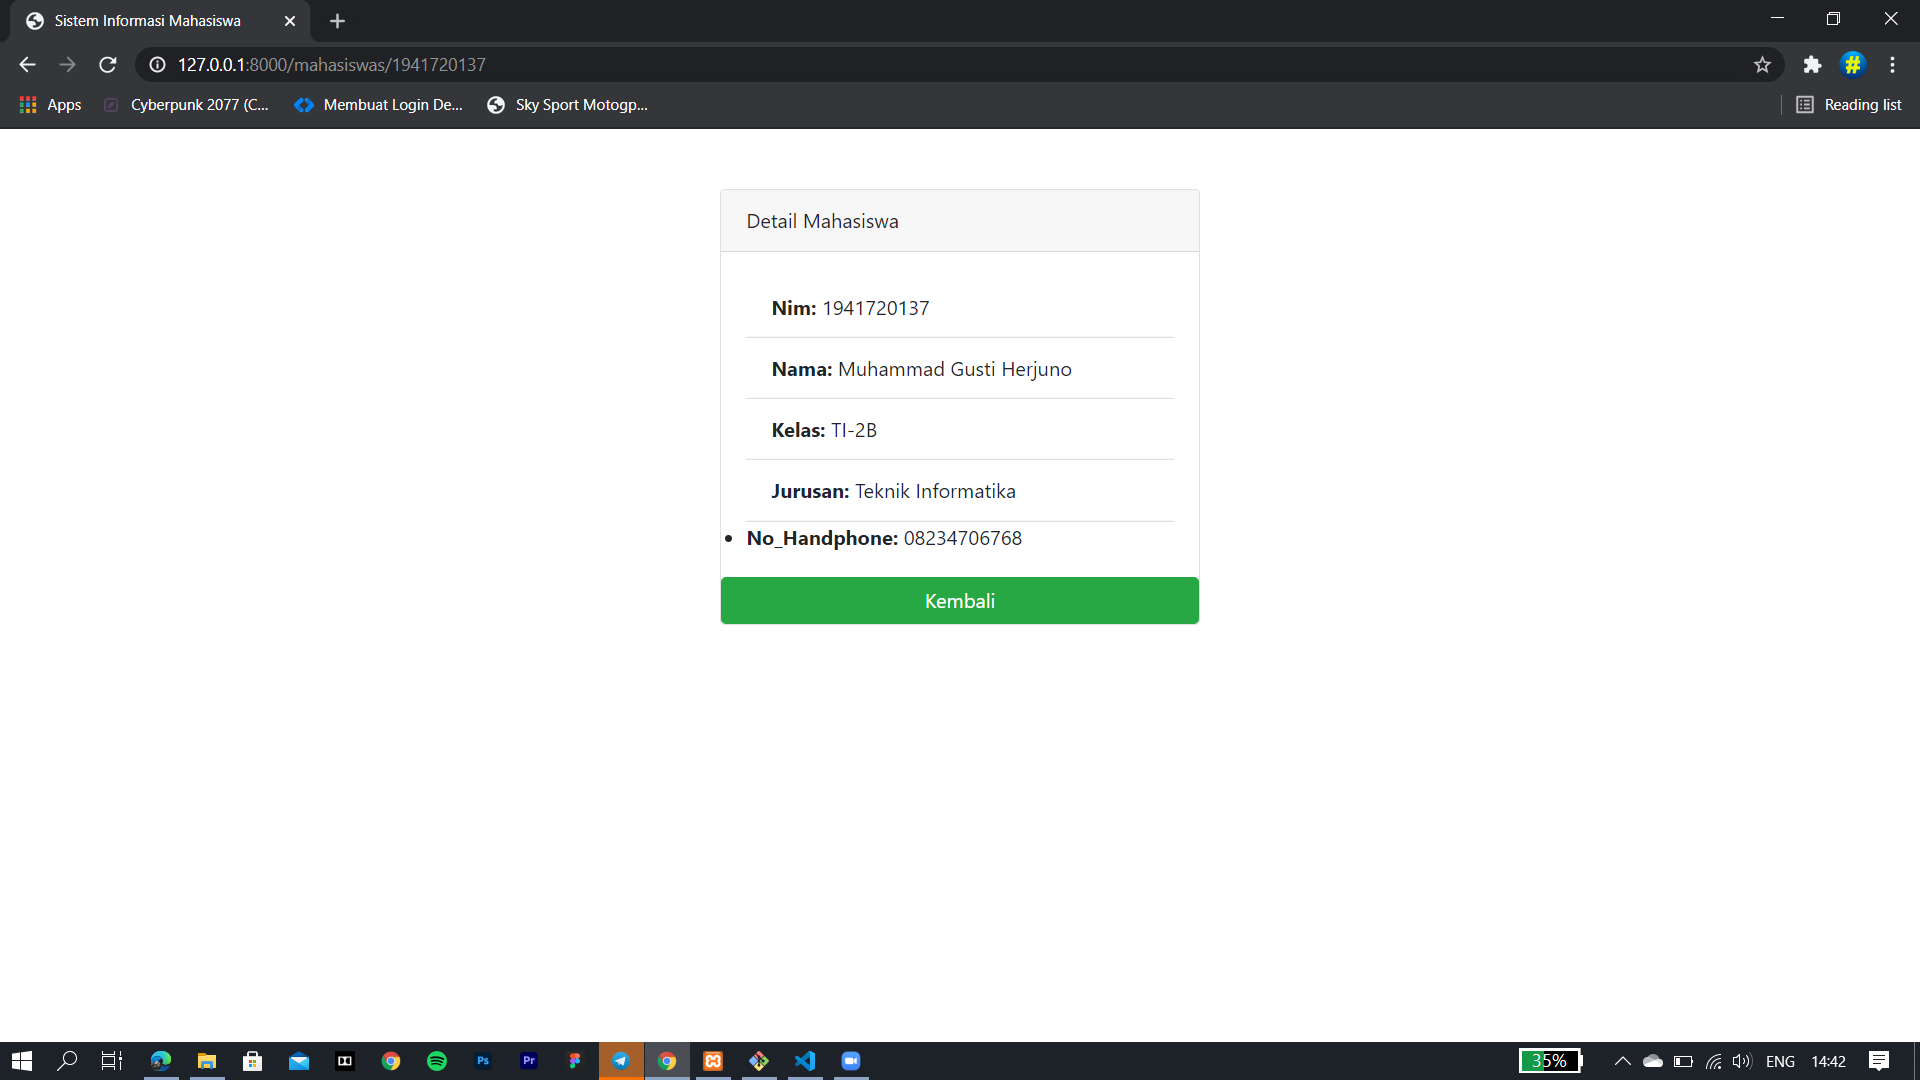 Sistem Informasi Mahasiswa
127.0.0.1:8000/mahasiswas/1941720137
Apps
Cyberpunk 2077 (C...
Membuat Login De...
Sky Sport Motogp...
Reading list
Detail Mahasiswa
Nim: 1941720137
Nama: Muhammad Gusti Herjuno
Kelas: TI-2B
Jurusan: Teknik Informatika
No_Handphone: 08234706768
Kembali
Ps
Pr
35%
ENG
14:42